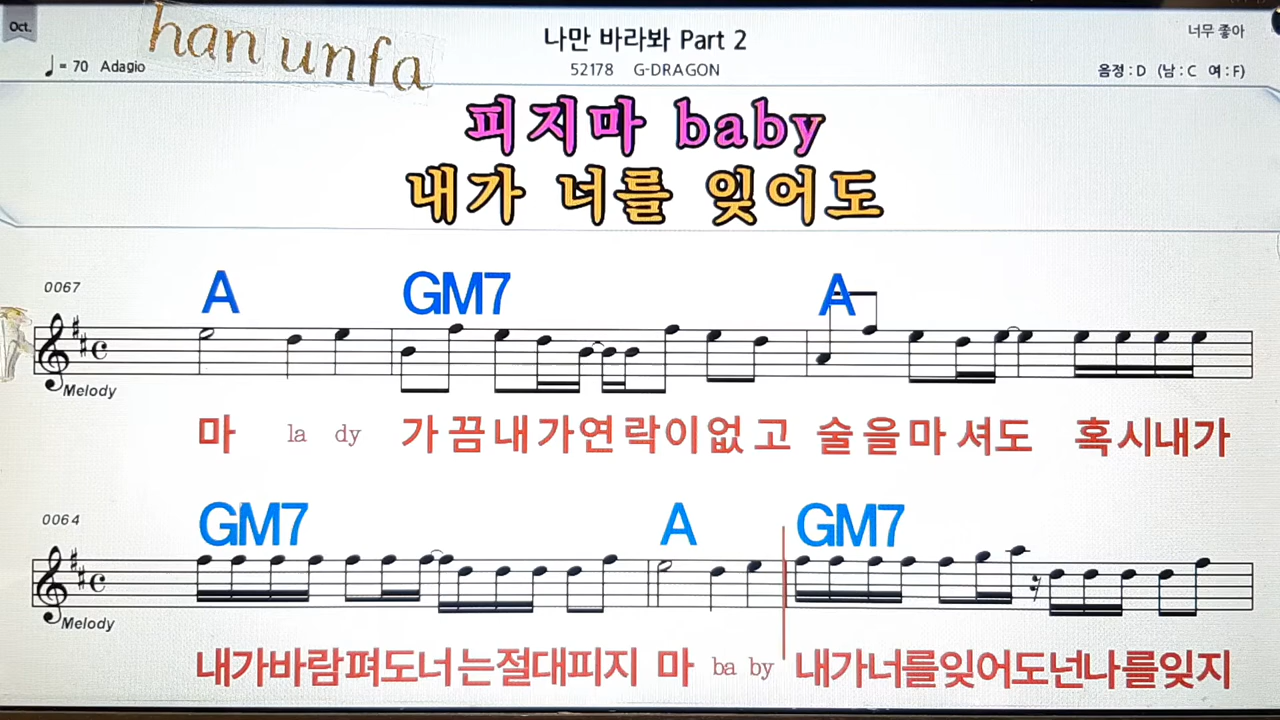 Oct.
han unfa
♩ = 70 Adagio
나만 바라봐 Part 2
52178 G-DRAGON
너무 좋아
음정 : D (남 : C 여 : F)
피지마 baby
내가 너를 잊어도
0067
A GM7 A
Melody
마 la dy 가끔내가연락이없고 술을마셔도 혹시내가
0064
GM7 A GM7
Melody
내가바람펴도너는절대피지 마 ba by 내가너를잊어도넌나를잊지